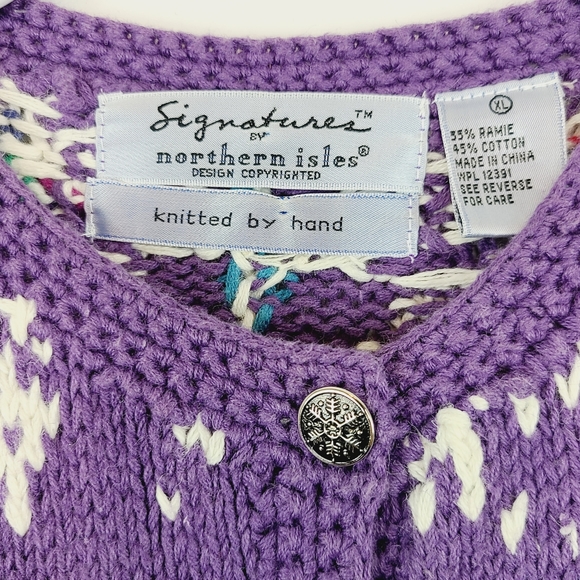 Signatures™
BY
northern isles®
DESIGN COPYRIGHTED
knitted by hand
XL
55% RAMIE
45% COTTON
MADE IN CHINA
WPL 12391
SEE REVERSE
FOR CARE